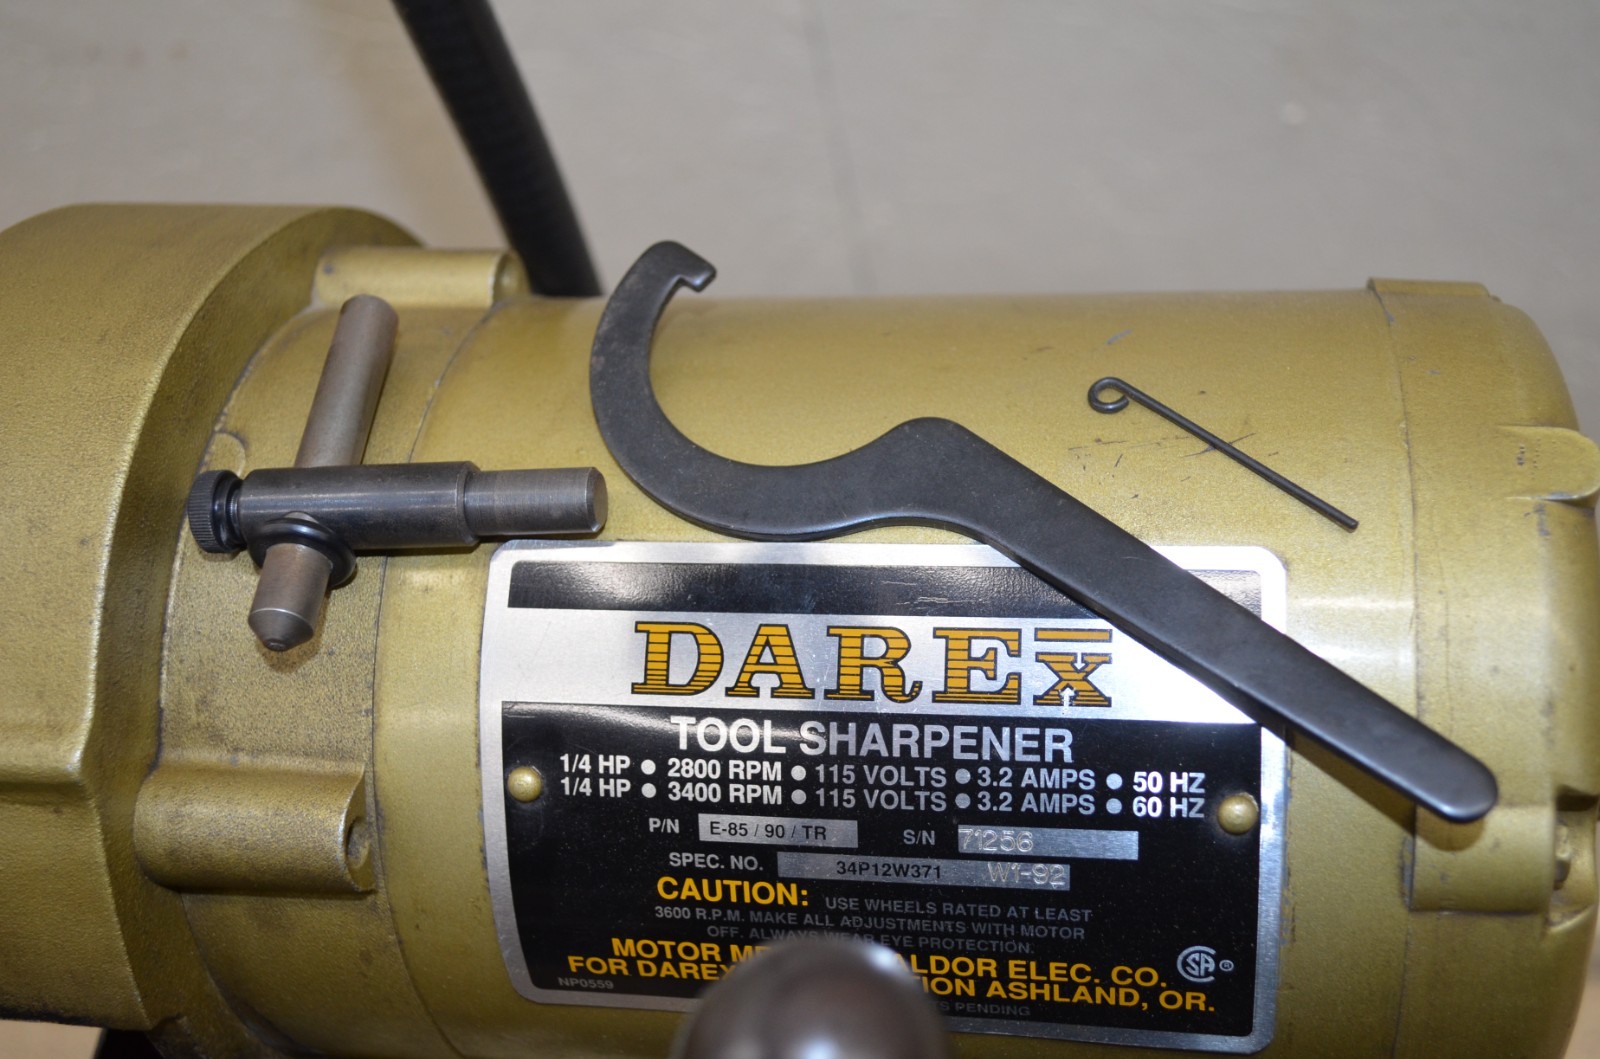 DAREX
TOOL SHARPENER
1/4 HP ● 2800 RPM ● 115 VOLTS ● 3.2 AMPS ● 50 HZ
1/4 HP ● 3400 RPM ● 115 VOLTS ● 3.2 AMPS ● 60 HZ
P/N E-85 / 90 / TR S/N 71256
SPEC. NO. 34P12W371 W1-92
CAUTION: USE WHEELS RATED AT LEAST
3600 R.P.M. MAKE ALL ADJUSTMENTS WITH MOTOR
OFF. ALWAYS WEAR EYE PROTECTION.
MOTOR ELEC. CO.
FOR DAREX ASHLAND, OR.
NP0559 PENDING
SA ®